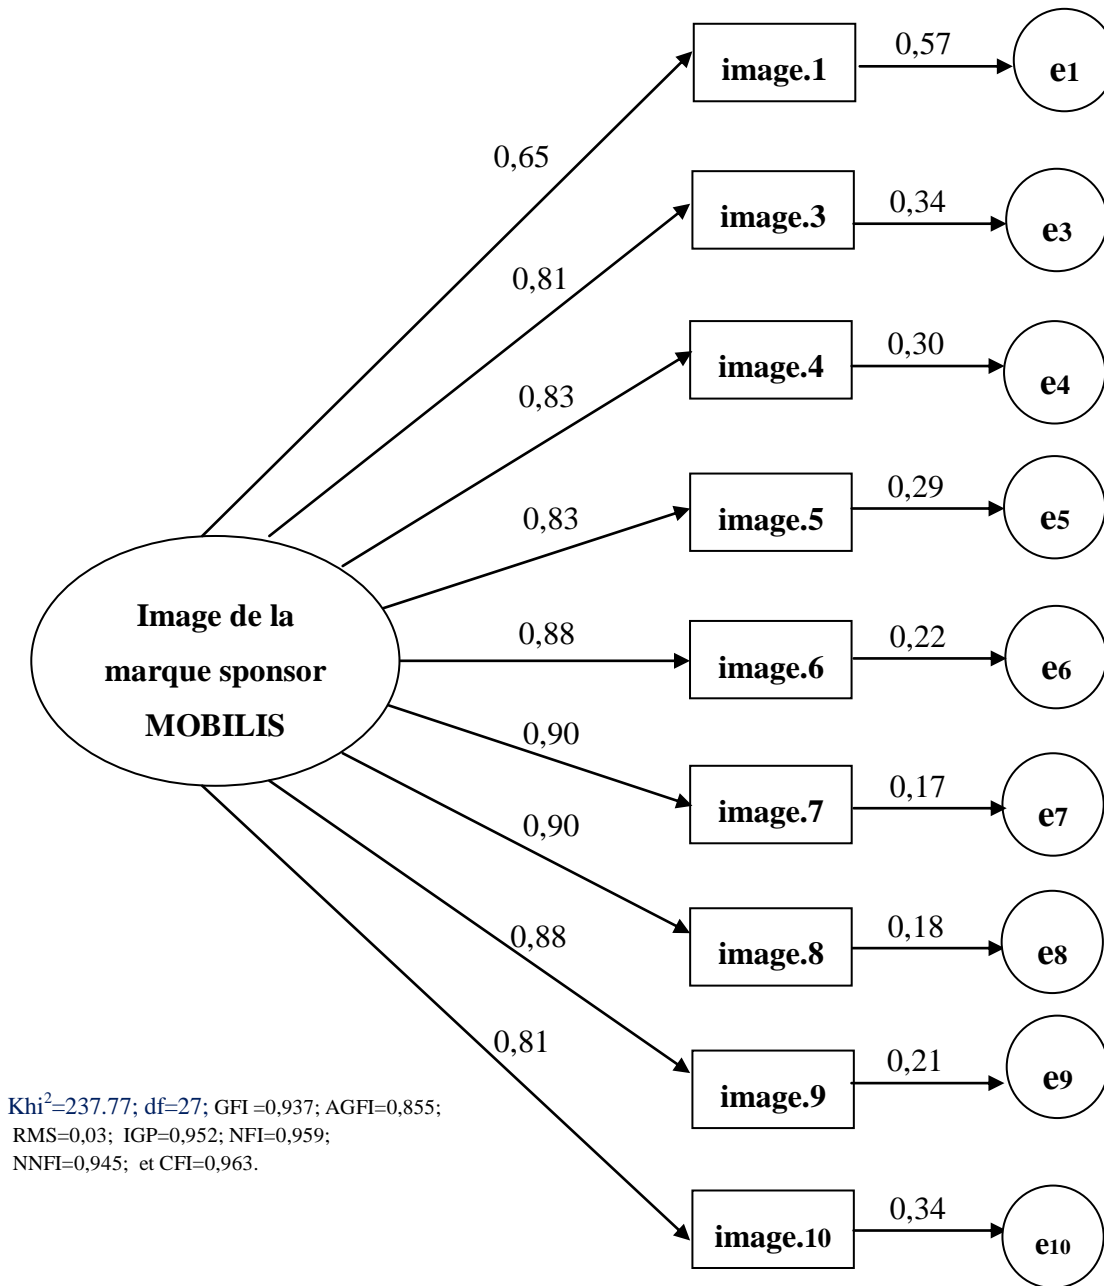 image.1
0,57
e1
0,65
image.3
0,34
e3
0,81
image.4
0,30
e4
0,83
image.5
0,29
e5
0,83
Image de la
marque sponsor
MOBILIS
0,88
image.6
0,22
e6
0,90
image.7
0,17
e7
0,90
image.8
0,18
e8
0,88
image.9
0,21
e9
0,81
image.10
0,34
e10
Khi²=237.77; df=27; GFI =0,937; AGFI=0,855;
RMS=0,03; IGP=0,952; NFI=0,959;
NNFI=0,945; et CFI=0,963.